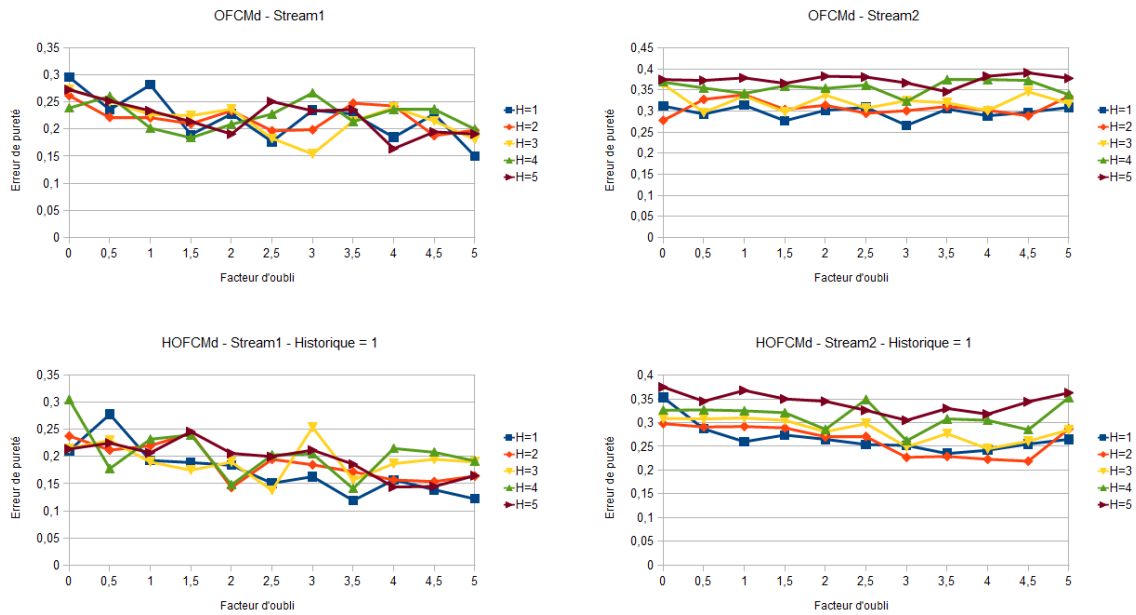 OFCMd - Stream1
0,35
0,3
0,25
0,2
0,15
0,1
0,05
0
Erreur de pureté
0 0,5 1 1,5 2 2,5 3 3,5 4 4,5 5
Facteur d'oubli
H=1
H=2
H=3
H=4
H=5
OFCMd - Stream2
0,45
0,4
0,35
0,3
0,25
0,2
0,15
0,1
0,05
0
Erreur de pureté
0 0,5 1 1,5 2 2,5 3 3,5 4 4,5 5
Facteur d'oubli
H=1
H=2
H=3
H=4
H=5
HOFCMd - Stream1 - Historique = 1
0,35
0,3
0,25
0,2
0,15
0,1
0,05
0
Erreur de pureté
0 0,5 1 1,5 2 2,5 3 3,5 4 4,5 5
Facteur d'oubli
H=1
H=2
H=3
H=4
H=5
HOFCMd - Stream2 - Historique = 1
0,4
0,35
0,3
0,25
0,2
0,15
0,1
0,05
0
Erreur de pureté
0 0,5 1 1,5 2 2,5 3 3,5 4 4,5 5
Facteur d'oubli
H=1
H=2
H=3
H=4
H=5